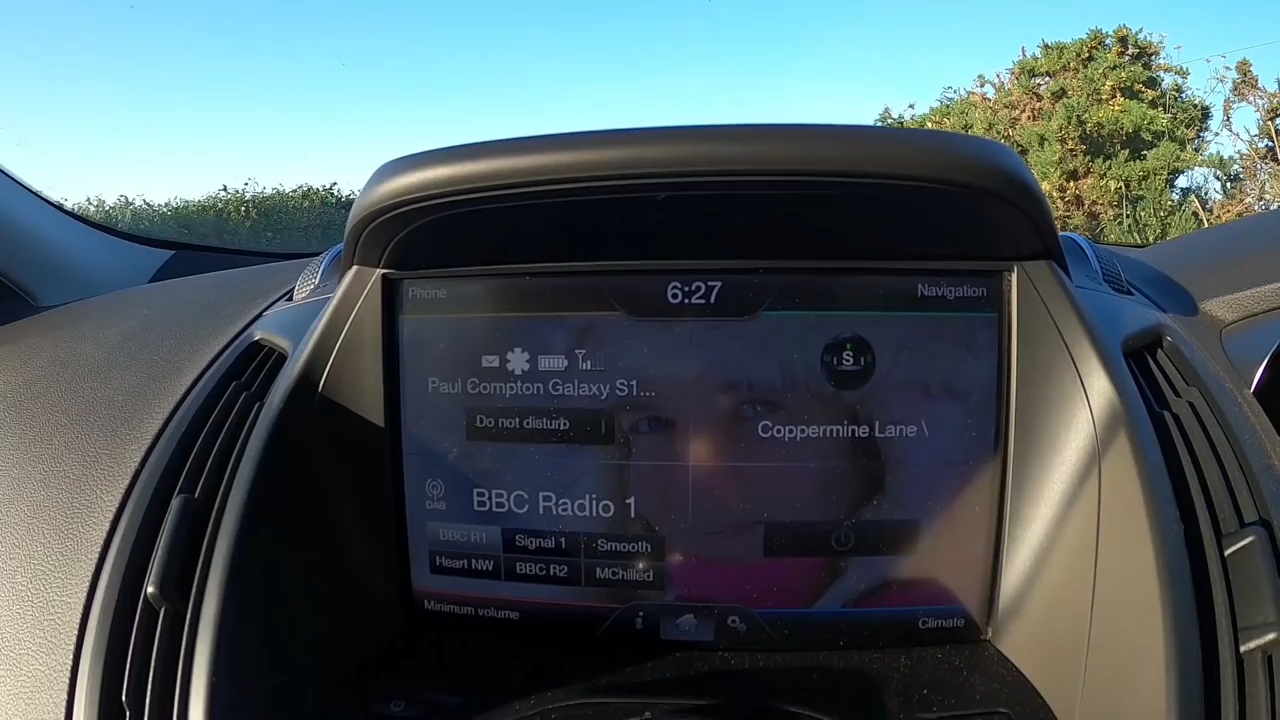 Phone
6:27
Navigation
S
Paul Compton Galaxy S1...
Do not disturb
Coppermine Lane \
DAB
BBC Radio 1
BBC R1 Signal 1 Smooth
Heart NW BBC R2 MChilled
Minimum volume
i
Climate